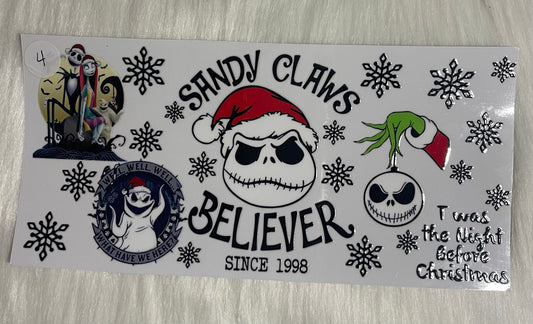 4
SANDY CLAWS
BELIEVER
SINCE 1998
WELL, WELL, WELL...
WHAT HAVE WE HERE?
T was
the Night
Before
Christmas